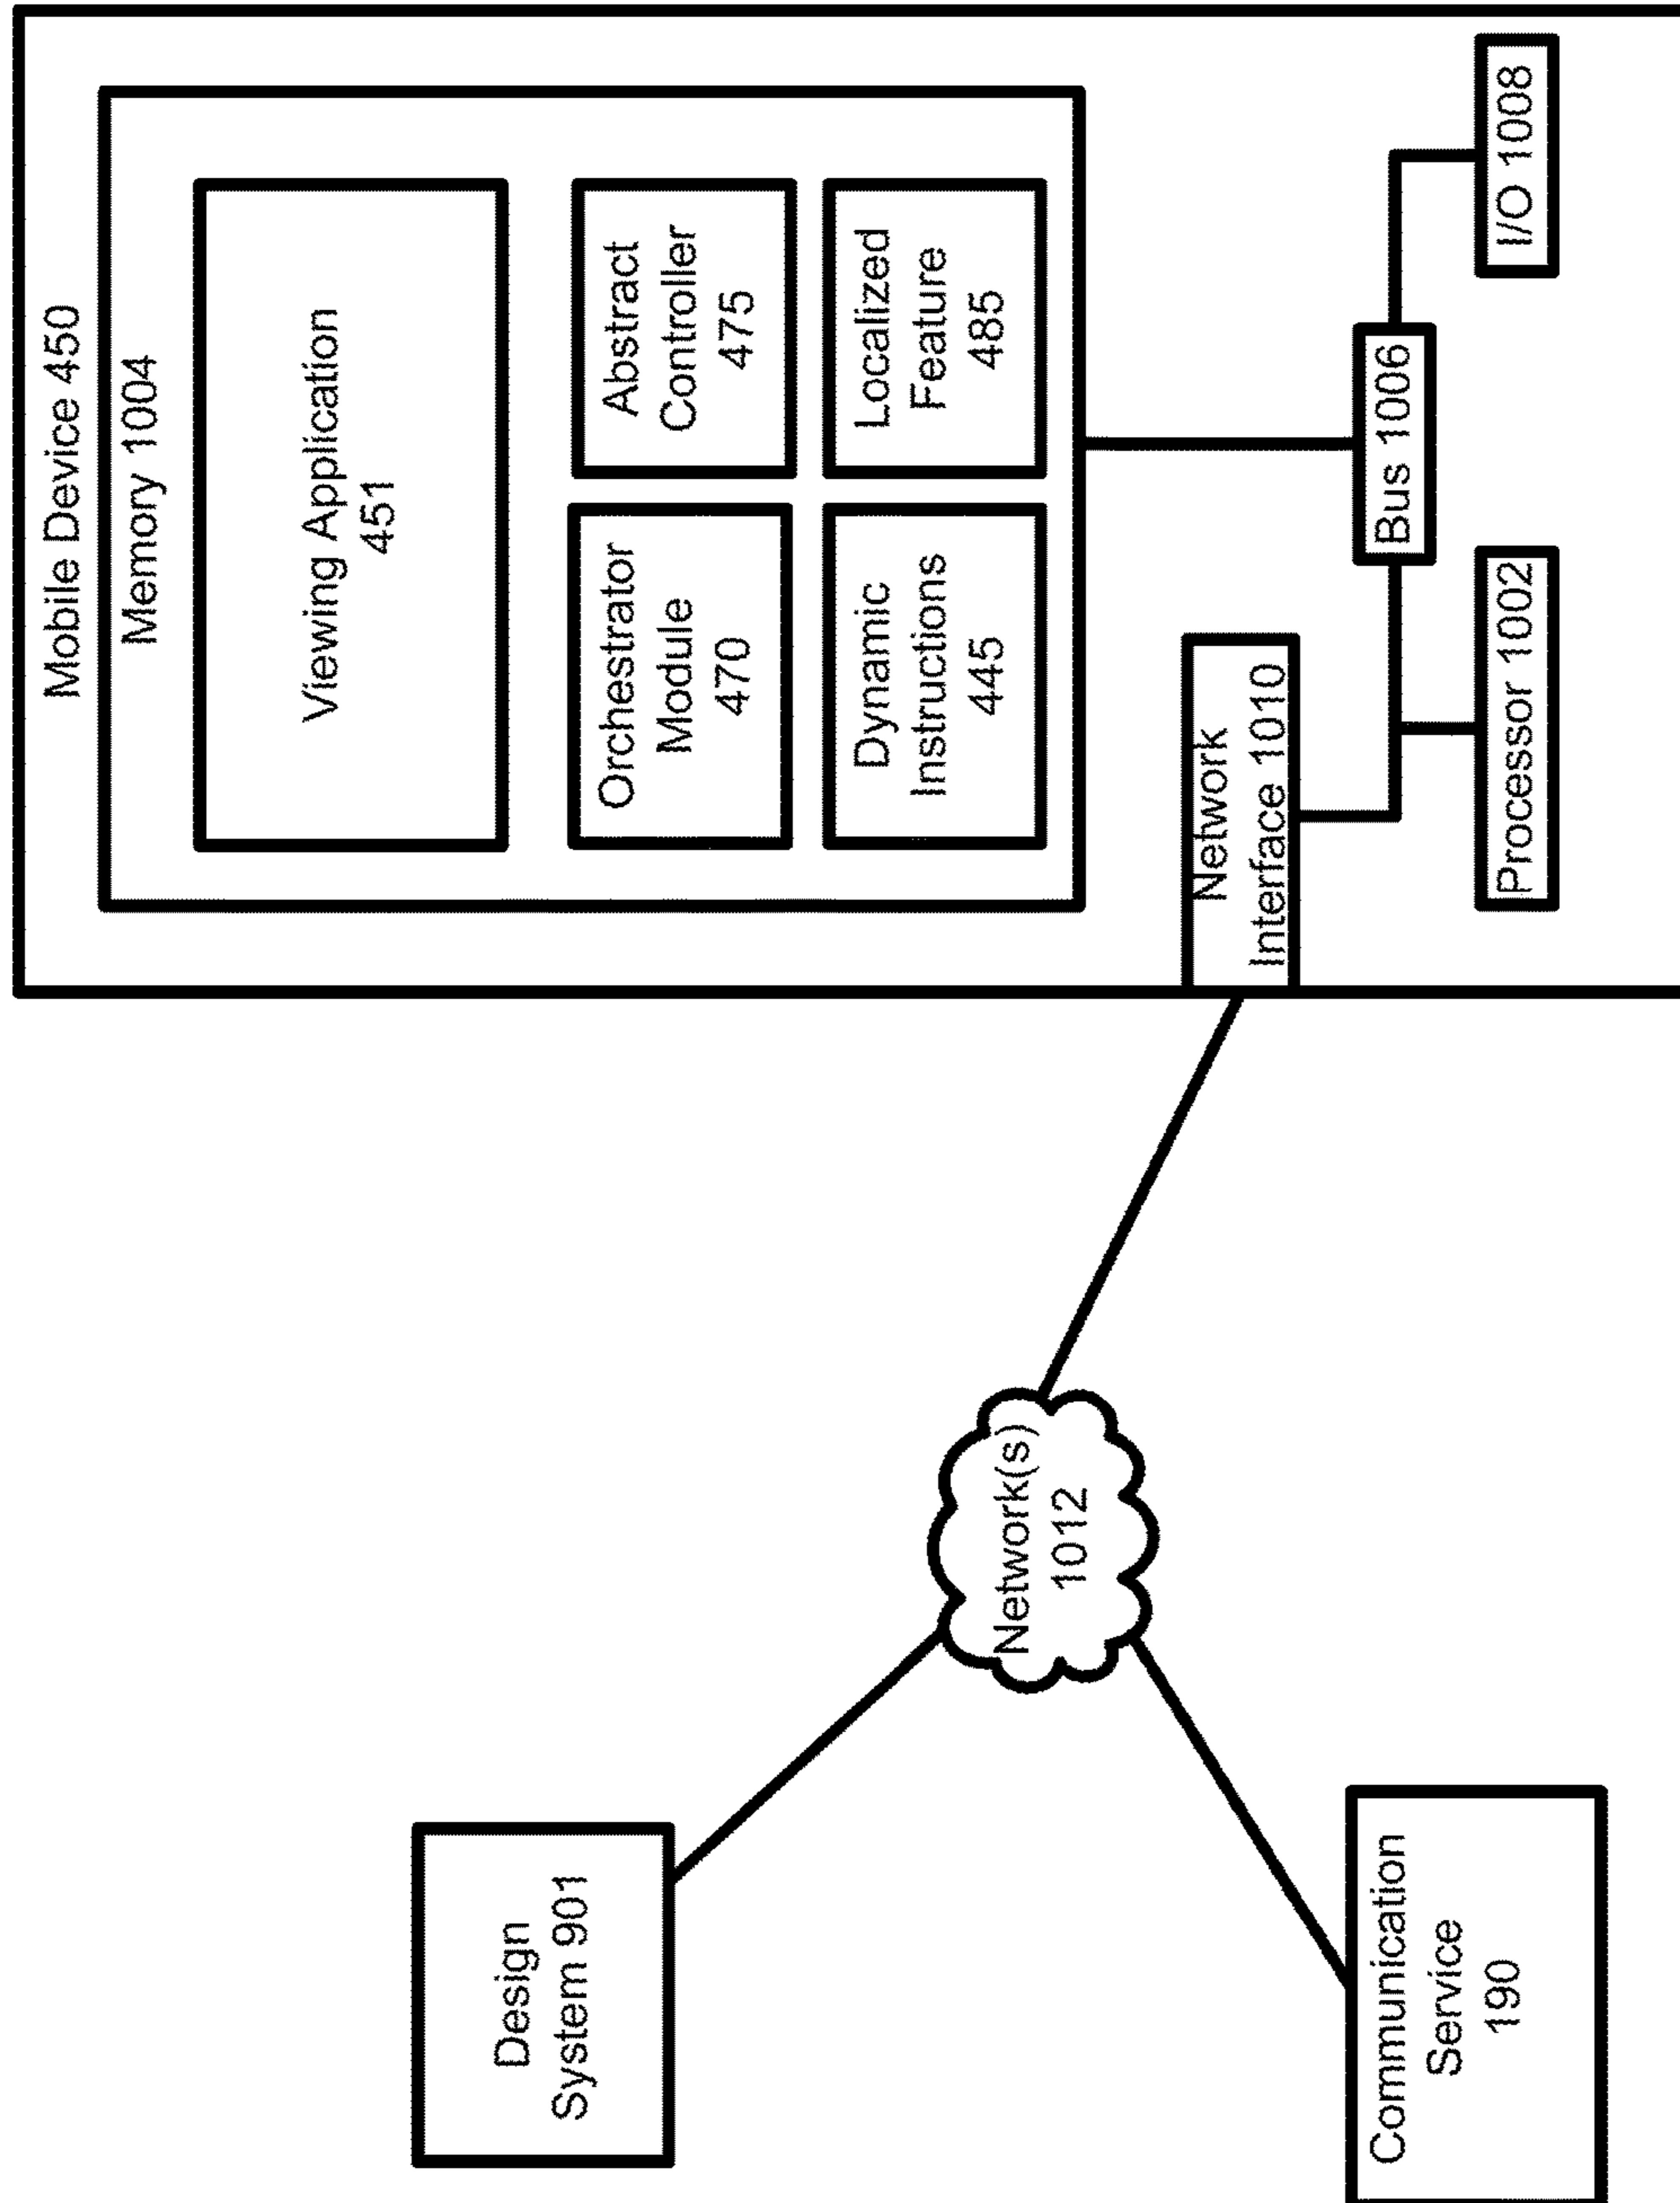 Mobile Device 450
Memory 1004
Viewing Application
451
Orchestrator
Module
470
Abstract
Controller
475
Dynamic
Instructions
445
Localized
Feature
485
Network
Interface 1010
Bus 1006
Processor 1002
I/O 1008
Design
System 901
Network(s)
1012
Communication
Service
190